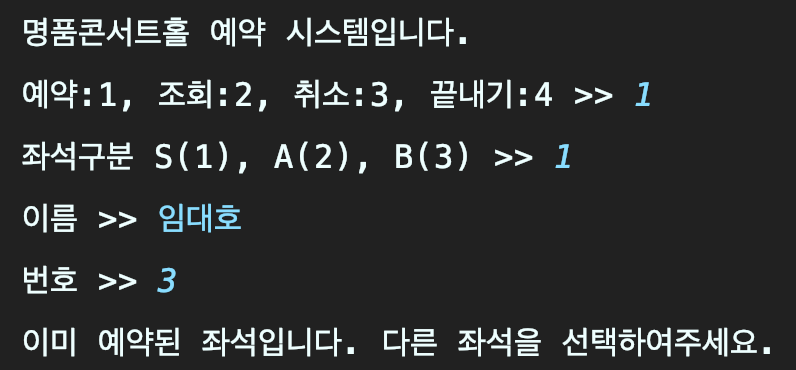 명품콘서트홀 예약 시스템입니다.
예약:1, 조회:2, 취소:3, 끝내기:4 >> 1
좌석구분 S(1), A(2), B(3) >> 1
이름 >> 임대호
번호 >> 3
이미 예약된 좌석입니다. 다른 좌석을 선택하여주세요.